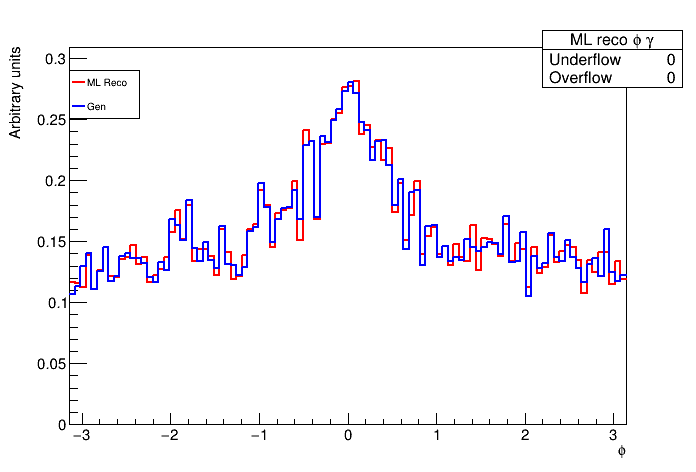 ML reco ϕ γ
Underflow 0
Overflow 0
Arbitrary units
0.3
0.25
0.2
0.15
0.1
0.05
0
ML Reco
Gen
−3 −2 −1 0 1 2 3
ϕ